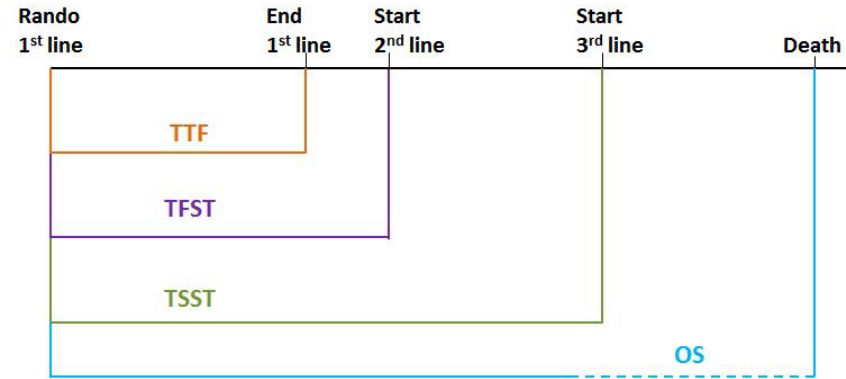 Rando
1st line
End
1st line
Start
2nd line
Start
3rd line
Death
TTF
TFST
TSST
OS